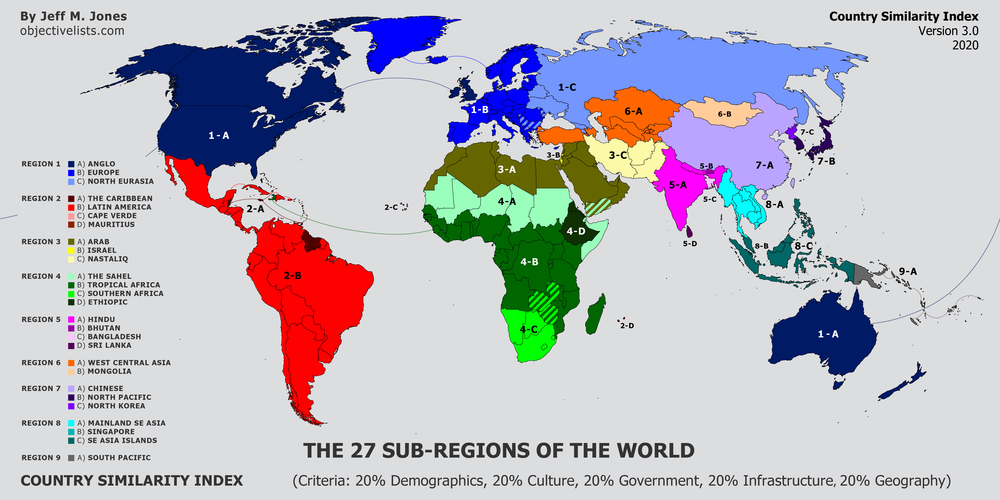 By Jeff M. Jones
objectivelists.com
Country Similarity Index
Version 3.0
2020
1-C
1-B
6-A
6-B
1-A
7-C
3-B
3-C
7-B
3-A
5-B
7-A
5-A
4-A
5-C
8-A
2-C
2-A
4-D
5-D
8-B
8-C
4-B
9-A
2-B
4-C
2-D
1-A
REGION 1 A) ANGLO
B) EUROPE
C) NORTH EURASIA
REGION 2 A) THE CARIBBEAN
B) LATIN AMERICA
C) CAPE VERDE
D) MAURITIUS
REGION 3 A) ARAB
B) ISRAEL
C) NASTALIQ
REGION 4 A) THE SAHEL
B) TROPICAL AFRICA
C) SOUTHERN AFRICA
D) ETHIOPIC
REGION 5 A) HINDU
B) BHUTAN
C) BANGLADESH
D) SRI LANKA
REGION 6 A) WEST CENTRAL ASIA
B) MONGOLIA
REGION 7 A) CHINESE
B) NORTH PACIFIC
C) NORTH KOREA
REGION 8 A) MAINLAND SE ASIA
B) SINGAPORE
C) SE ASIA ISLANDS
REGION 9 A) SOUTH PACIFIC
THE 27 SUB-REGIONS OF THE WORLD
COUNTRY SIMILARITY INDEX (Criteria: 20% Demographics, 20% Culture, 20% Government, 20% Infrastructure, 20% Geography)